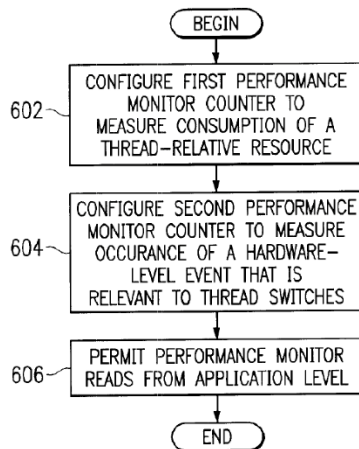 BEGIN
602
CONFIGURE FIRST PERFORMANCE
MONITOR COUNTER TO
MEASURE CONSUMPTION OF A
THREAD-RELATIVE RESOURCE
604
CONFIGURE SECOND PERFORMANCE
MONITOR COUNTER TO MEASURE
OCCURANCE OF A HARDWARE-
LEVEL EVENT THAT IS
RELEVANT TO THREAD SWITCHES
606
PERMIT PERFORMANCE MONITOR
READS FROM APPLICATION LEVEL
END